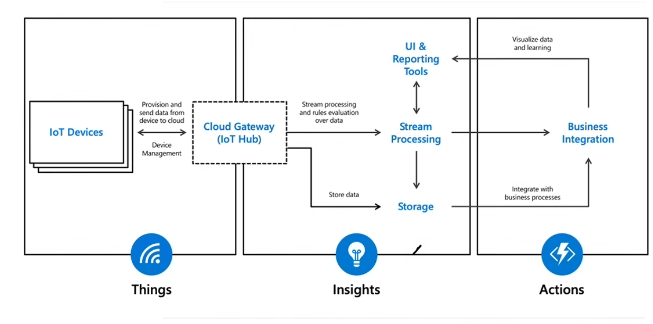 IoT Devices
Provision and
send data from
device to cloud
Device
Management
Cloud Gateway
(IoT Hub)
Stream processing
and rules evaluation
over data
Store data
UI &
Reporting
Tools
Stream
Processing
Storage
Visualize data
and learning
Business
Integration
Integrate with
business processes
Things
Insights
Actions